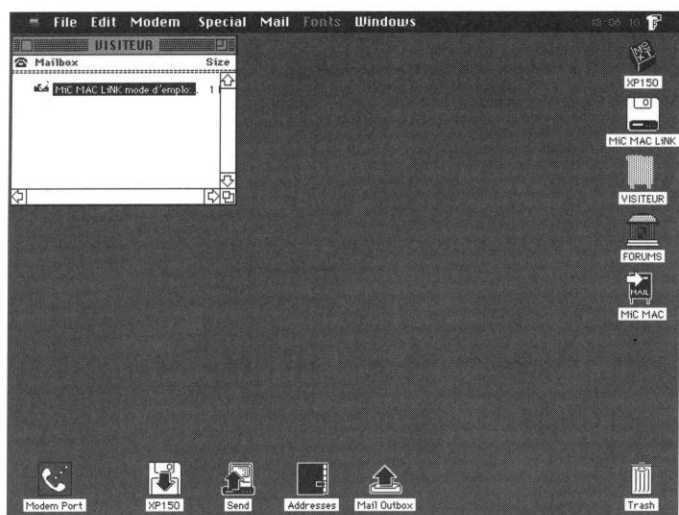 File Edit Modem Special Mail Fonts Windows
VISITEUR
Mailbox Size
MiC MAC LiNK mode d'emplo:. 1
XP150
MiC MAC LiNK
VISITEUR
FORUMS
MAIL
MiC MAC
Modem Port XP150 Send Addresses Mail Outbox Trash